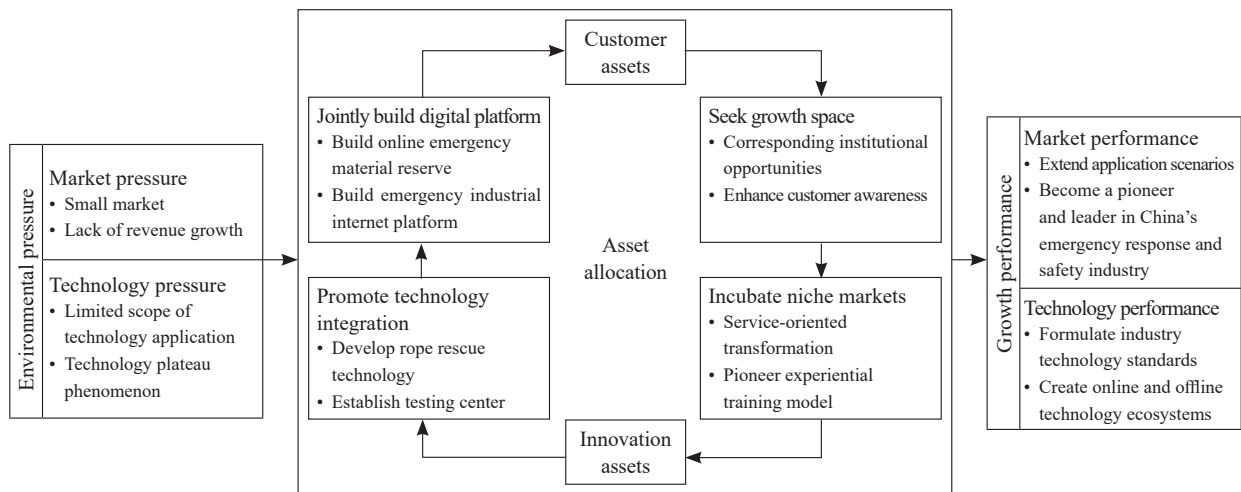 Environmental pressure
Market pressure
• Small market
• Lack of revenue growth
Technology pressure
• Limited scope of
technology application
• Technology plateau
phenomenon
Customer
assets
Jointly build digital platform
• Build online emergency
material reserve
• Build emergency industrial
internet platform
Seek growth space
• Corresponding institutional
opportunities
• Enhance customer awareness
Asset
allocation
Promote technology
integration
• Develop rope rescue
technology
• Establish testing center
Incubate niche markets
• Service-oriented
transformation
• Pioneer experiential
training model
Innovation
assets
Growth performance
Market performance
• Extend application scenarios
• Become a pioneer
and leader in China's
emergency response and
safety industry
Technology performance
• Formulate industry
technology standards
• Create online and offline
technology ecosystems